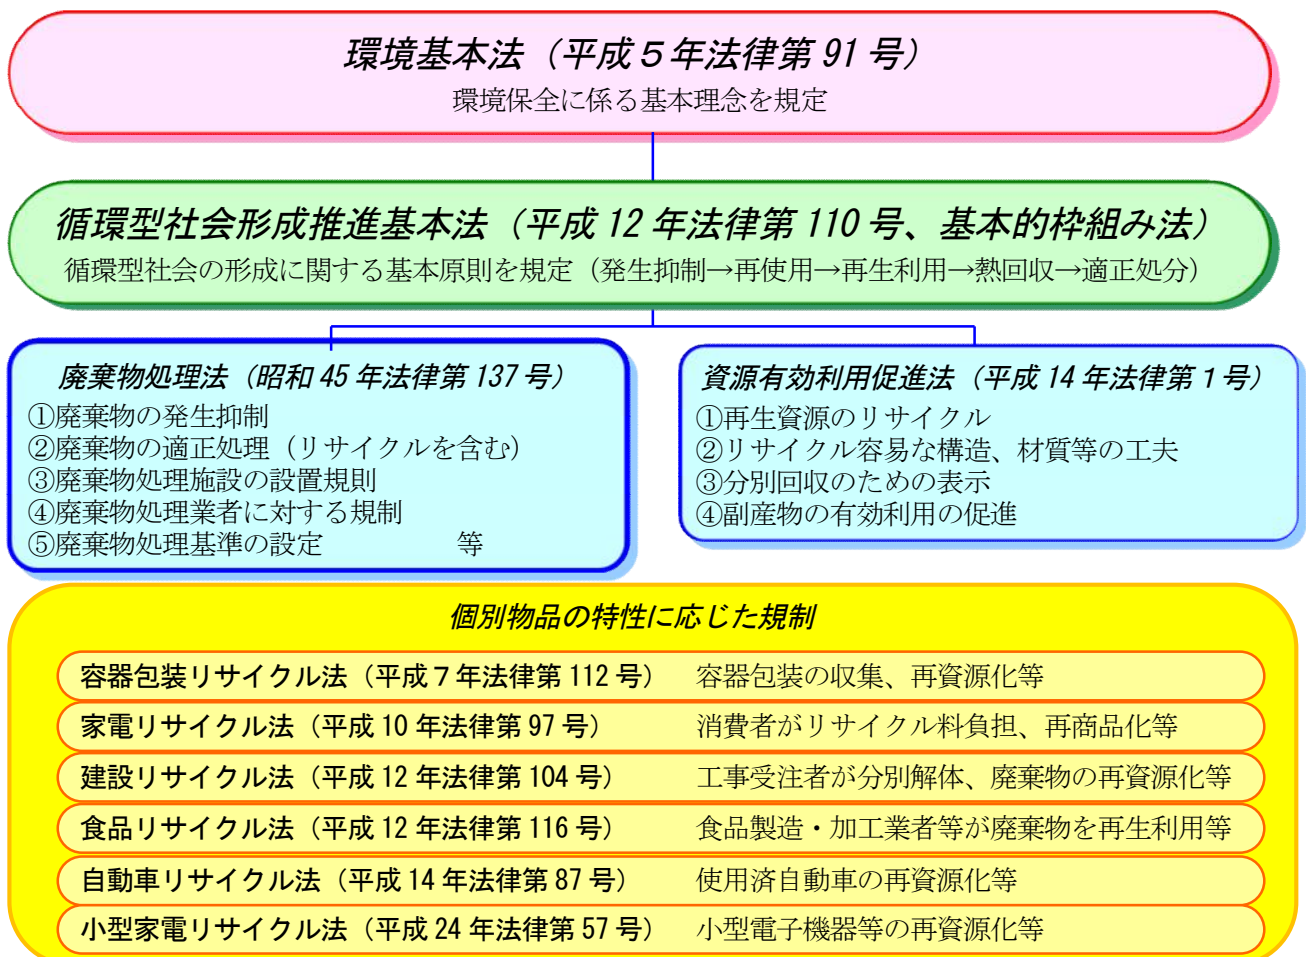 環境基本法（平成５年法律第 91 号）
環境保全に係る基本理念を規定
循環型社会形成推進基本法（平成 12 年法律第 110 号、基本的枠組み法）
循環型社会の形成に関する基本原則を規定（発生抑制→再使用→再生利用→熱回収→適正処分）
廃棄物処理法（昭和 45 年法律第 137 号）
①廃棄物の発生抑制
②廃棄物の適正処理（リサイクルを含む）
③廃棄物処理施設の設置規則
④廃棄物処理業者に対する規制
⑤廃棄物処理基準の設定　　　　　等
資源有効利用促進法（平成 14 年法律第 1 号）
①再生資源のリサイクル
②リサイクル容易な構造、材質等の工夫
③分別回収のための表示
④副産物の有効利用の促進
個別物品の特性に応じた規制
容器包装リサイクル法（平成７年法律第 112 号）　容器包装の収集、再資源化等
家電リサイクル法（平成 10 年法律第 97 号）　消費者がリサイクル料負担、再商品化等
建設リサイクル法（平成 12 年法律第 104 号）　工事受注者が分別解体、廃棄物の再資源化等
食品リサイクル法（平成 12 年法律第 116 号）　食品製造・加工業者等が廃棄物を再生利用等
自動車リサイクル法（平成 14 年法律第 87 号）　使用済自動車の再資源化等
小型家電リサイクル法（平成 24 年法律第 57 号）　小型電子機器等の再資源化等